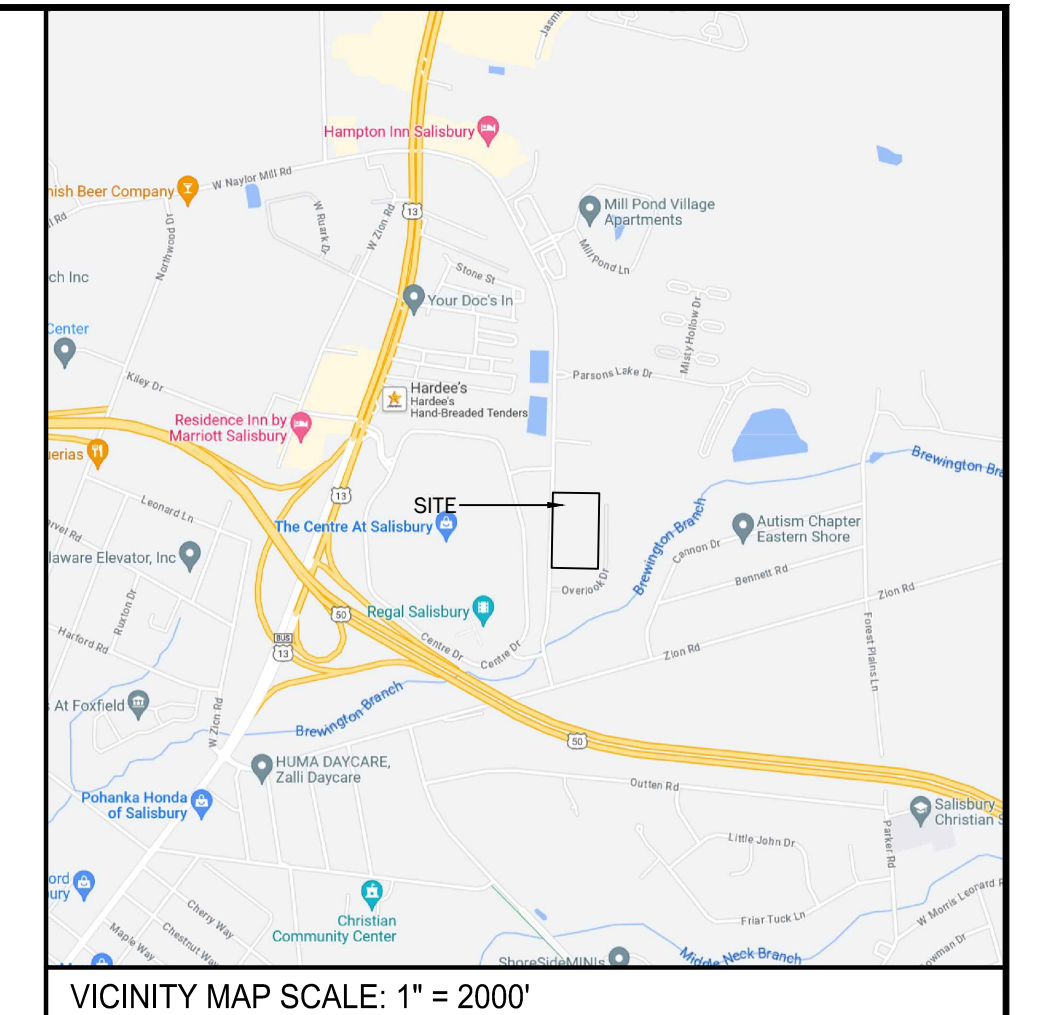 Hampton Inn Salisbury
W Naylor Mill Rd
nish Beer Company
Northwood Dr
W Ruark Dr
W Zion Rd
13
Mill Pond Village
Apartments
Mill Pond Ln
Stone St
ch Inc
Your Doc's In
Center
Misty Hollow Dr
Kiley Dr
Parsons Lake Dr
Hardee's
Hardee's
Hand-Breaded Tenders
Residence Inn by
Marriott Salisbury
uerias
Brewington Bra
13
Leonard Ln
SITE
The Centre At Salisbury
Brewington Branch
Autism Chapter
Eastern Shore
Cannon Dr
arvel Rd
laware Elevator, Inc
Bennett Rd
Overlook Dr
Zion Rd
Ruxton Dr
Regal Salisbury
50
Harford Rd
BUS
13
Centre Dr
Centre Dr
Zion Rd
Forest Plains Ln
At Foxfield
W Zion Rd
Brewington Branch
50
HUMA DAYCARE,
Zalli Daycare
Outten Rd
Pohanka Honda
of Salisbury
Salisbury
Christian S
Parker Rd
Little John Dr
ord
ury
Christian
Community Center
Cherry Way
Chestnut Way
Maple Way
Friar Tuck Ln
W Morris Leonard R
owman Dr
Middle Neck Branch
ShoreSideMINIs
VICINITY MAP SCALE: 1" = 2000'